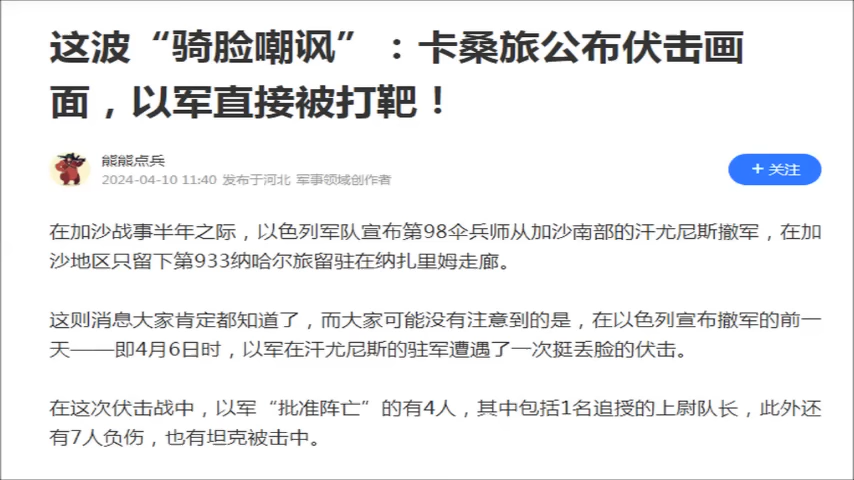 这波“骑脸嘲讽”：卡桑旅公布伏击画
面，以军直接被打靶！
熊熊点兵
2024-04-10 11:40 发布于河北 军事领域创作者
+ 关注
在加沙战事半年之际，以色列军队宣布第98伞兵师从加沙南部的汗尤尼斯撤军，在加
沙地区只留下第933纳哈尔旅留驻在纳扎里姆走廊。
这则消息大家肯定都知道了，而大家可能没有注意到的是，在以色列宣布撤军的前一
天——即4月6日时，以军在汗尤尼斯的驻军遭遇了一次挺丢脸的伏击。
在这次伏击战中，以军“批准阵亡”的有4人，其中包括1名追授的上尉队长，此外还
有7人负伤，也有坦克被击中。